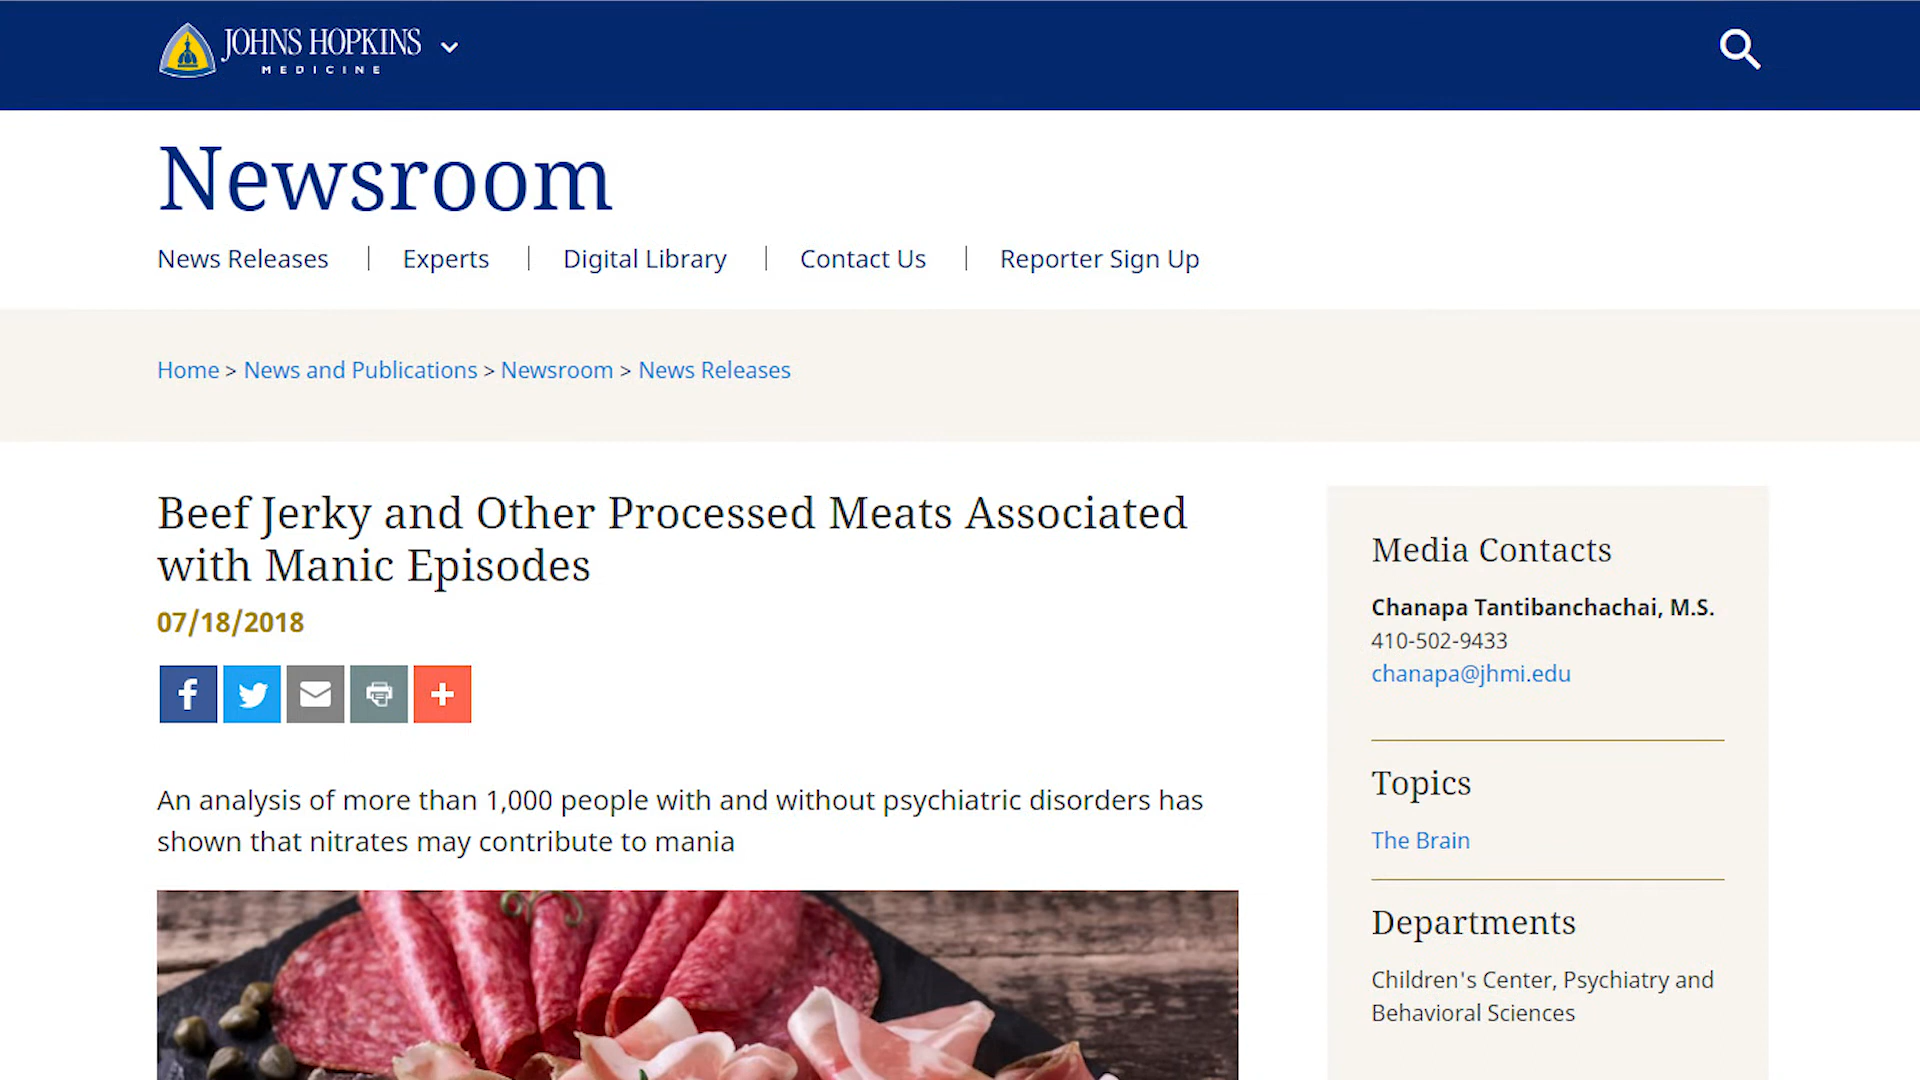 JOHNS HOPKINS
MEDICINE
Newsroom
News Releases | Experts | Digital Library | Contact Us | Reporter Sign Up
Home > News and Publications > Newsroom > News Releases
Beef Jerky and Other Processed Meats Associated
with Manic Episodes
07/18/2018
An analysis of more than 1,000 people with and without psychiatric disorders has
shown that nitrates may contribute to mania
Media Contacts
Chanapa Tantibanchachai, M.S.
410-502-9433
chanapa@jhmi.edu
Topics
The Brain
Departments
Children's Center, Psychiatry and
Behavioral Sciences